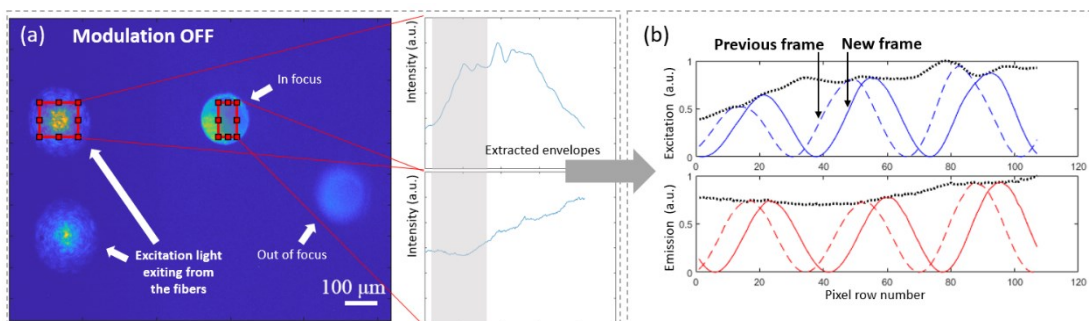 (a)
Modulation OFF
In focus
Out of focus
Excitation light
exiting from
the fibers
100 μm
Intensity (a.u.)
Extracted envelopes
Intensity (a.u.)
(b)
Previous frame
New frame
Excitation (a.u.)
1
0.5
0
0 20 40 60 80 100 120
Emission (a.u.)
1
0.5
0
0 20 40 60 80 100 120
Pixel row number